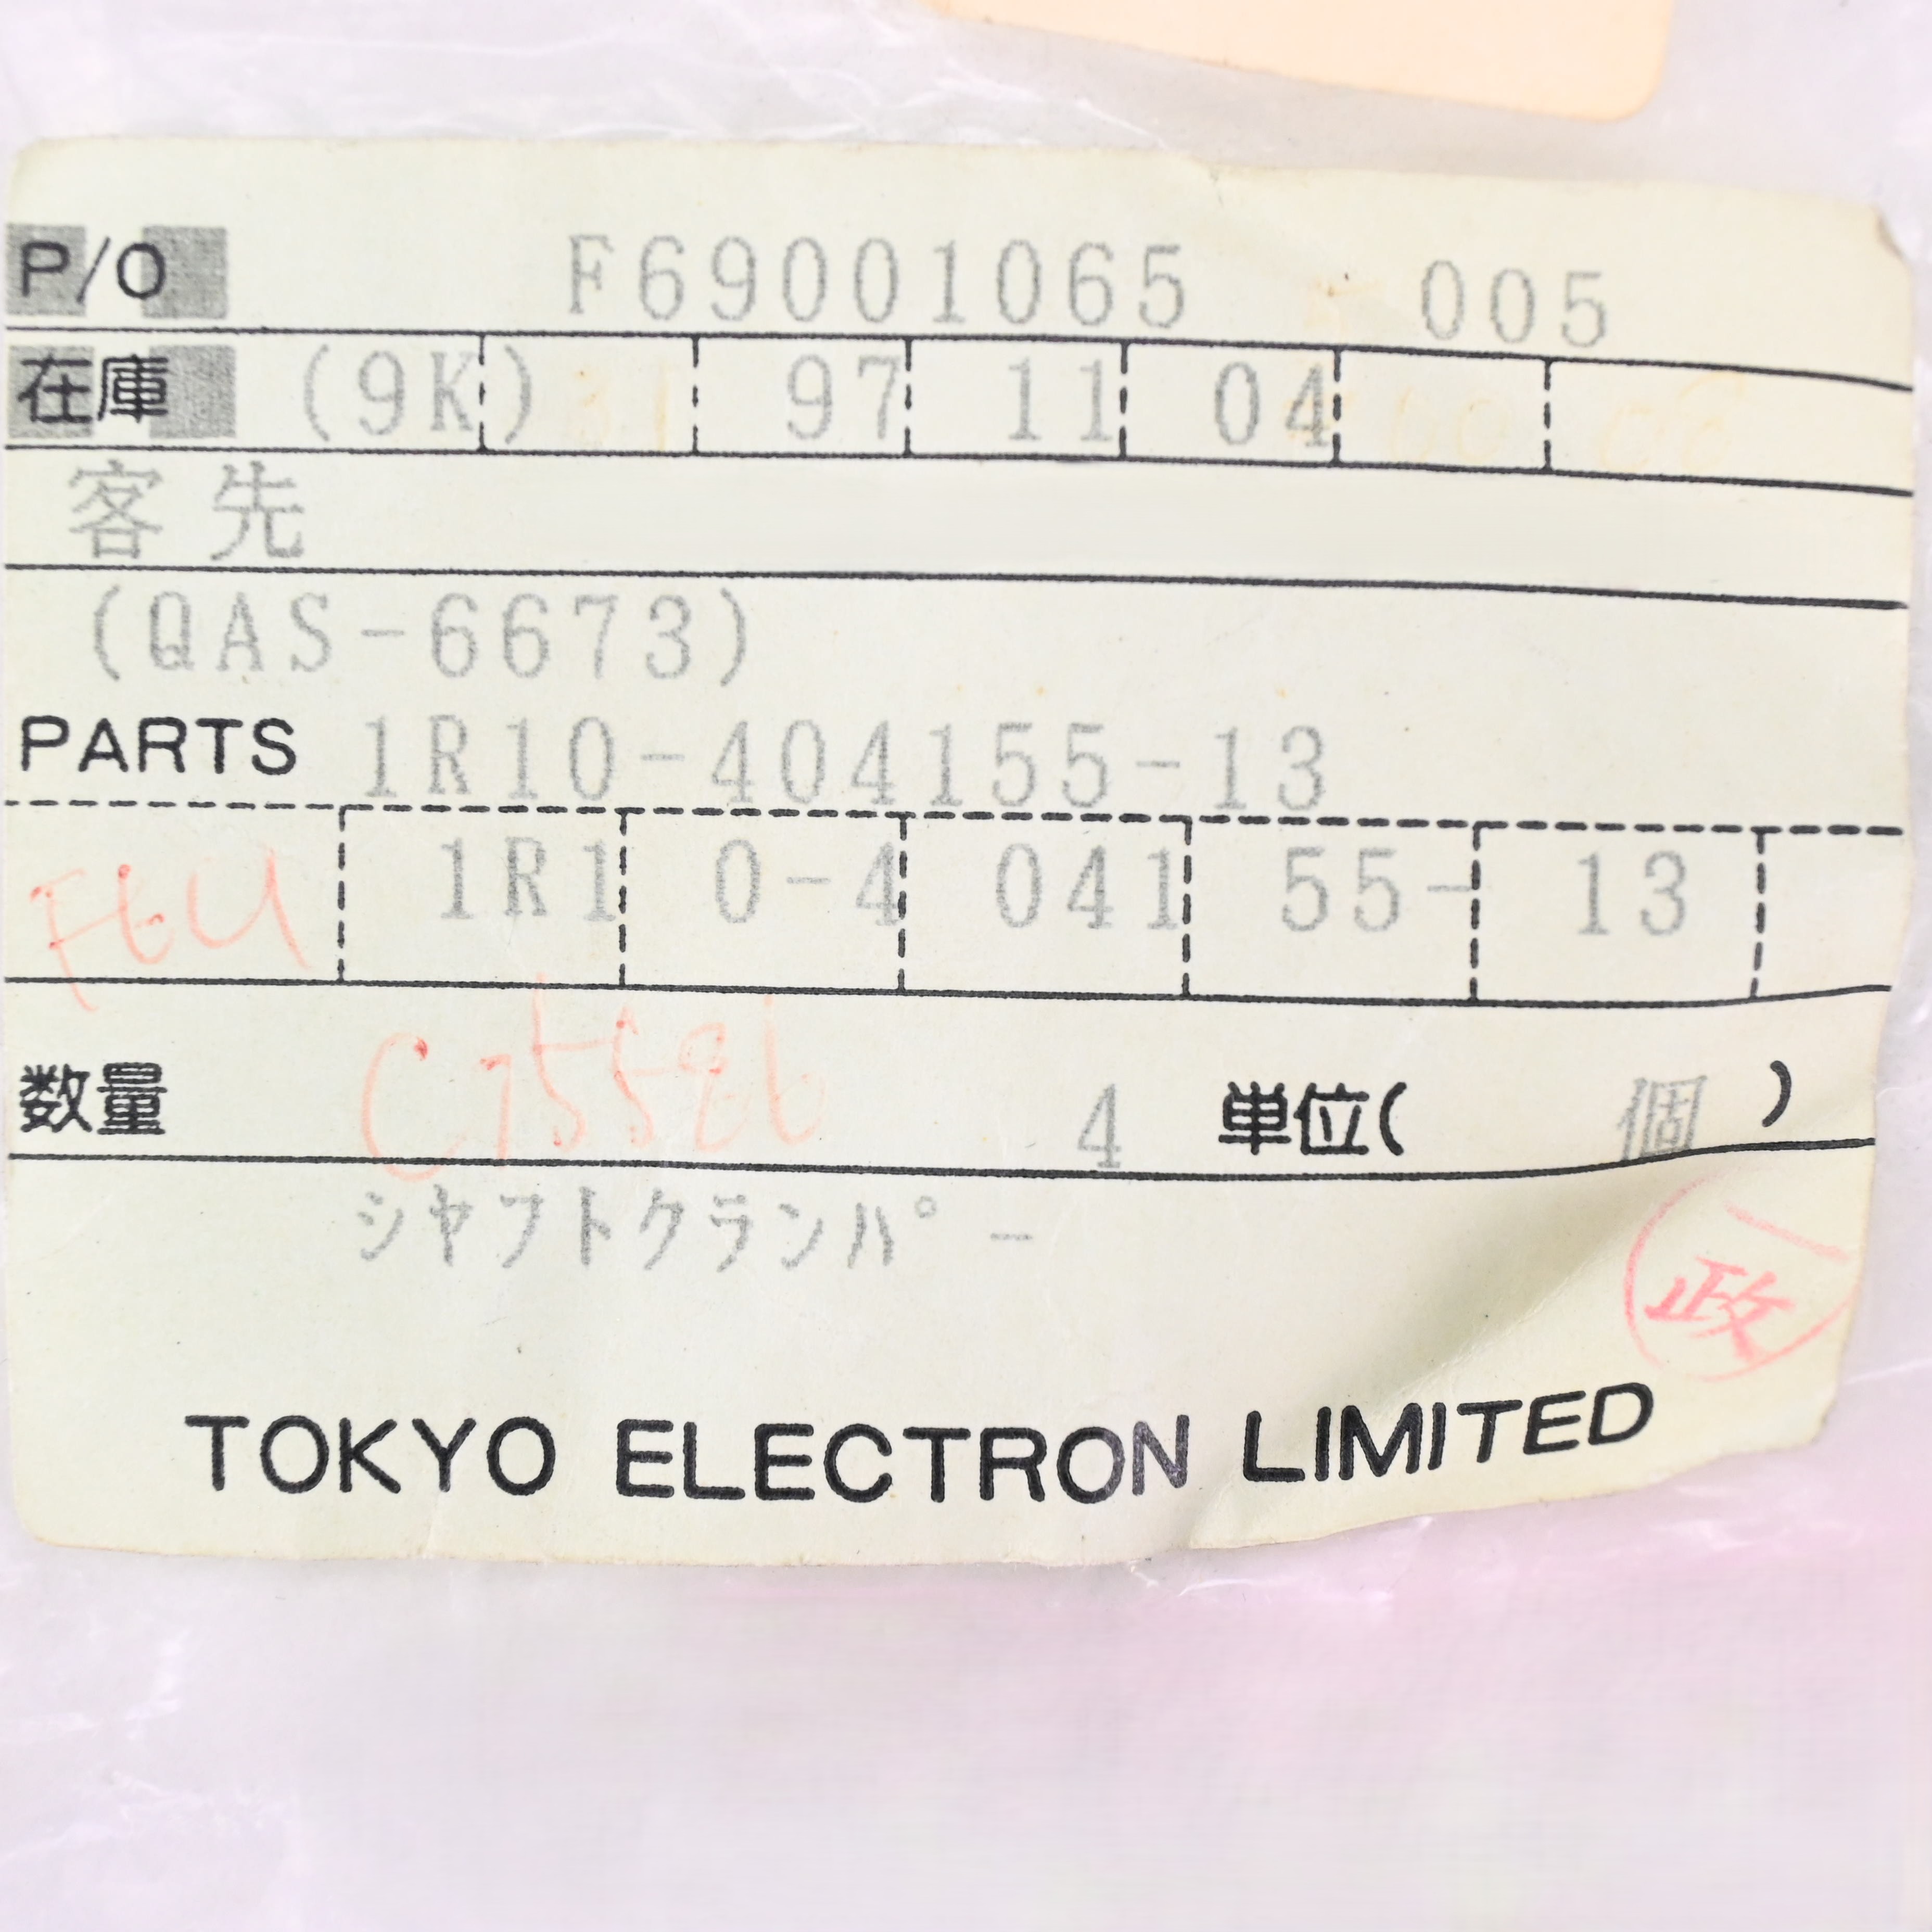 P/O F69001065 005
在庫 (9K) 97 11 04
客先
(QAS-6673)
PARTS 1R10-404155-13
1R1 0-4 041 55- 13
数量 4 単位( 個 )
シヤフトクランパ゜ー
TOKYO ELECTRON LIMITED